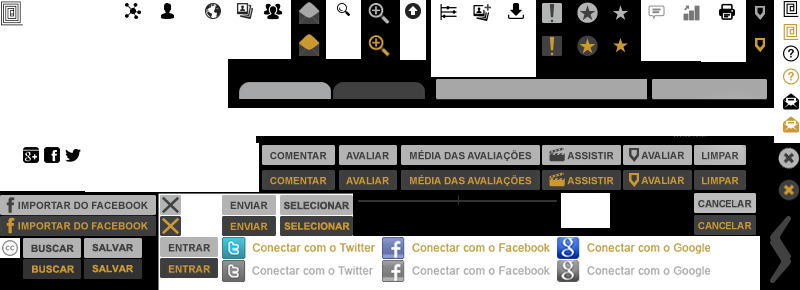 COMENTAR AVALIAR MÉDIA DAS AVALIAÇÕES ASSISTIR AVALIAR LIMPAR
COMENTAR AVALIAR MÉDIA DAS AVALIAÇÕES ASSISTIR AVALIAR LIMPAR
IMPORTAR DO FACEBOOK ENVIAR SELECIONAR CANCELAR
IMPORTAR DO FACEBOOK ENVIAR SELECIONAR CANCELAR
cc BUSCAR SALVAR ENTRAR Conectar com o Twitter Conectar com o Facebook Conectar com o Google
BUSCAR SALVAR ENTRAR Conectar com o Twitter Conectar com o Facebook Conectar com o Google